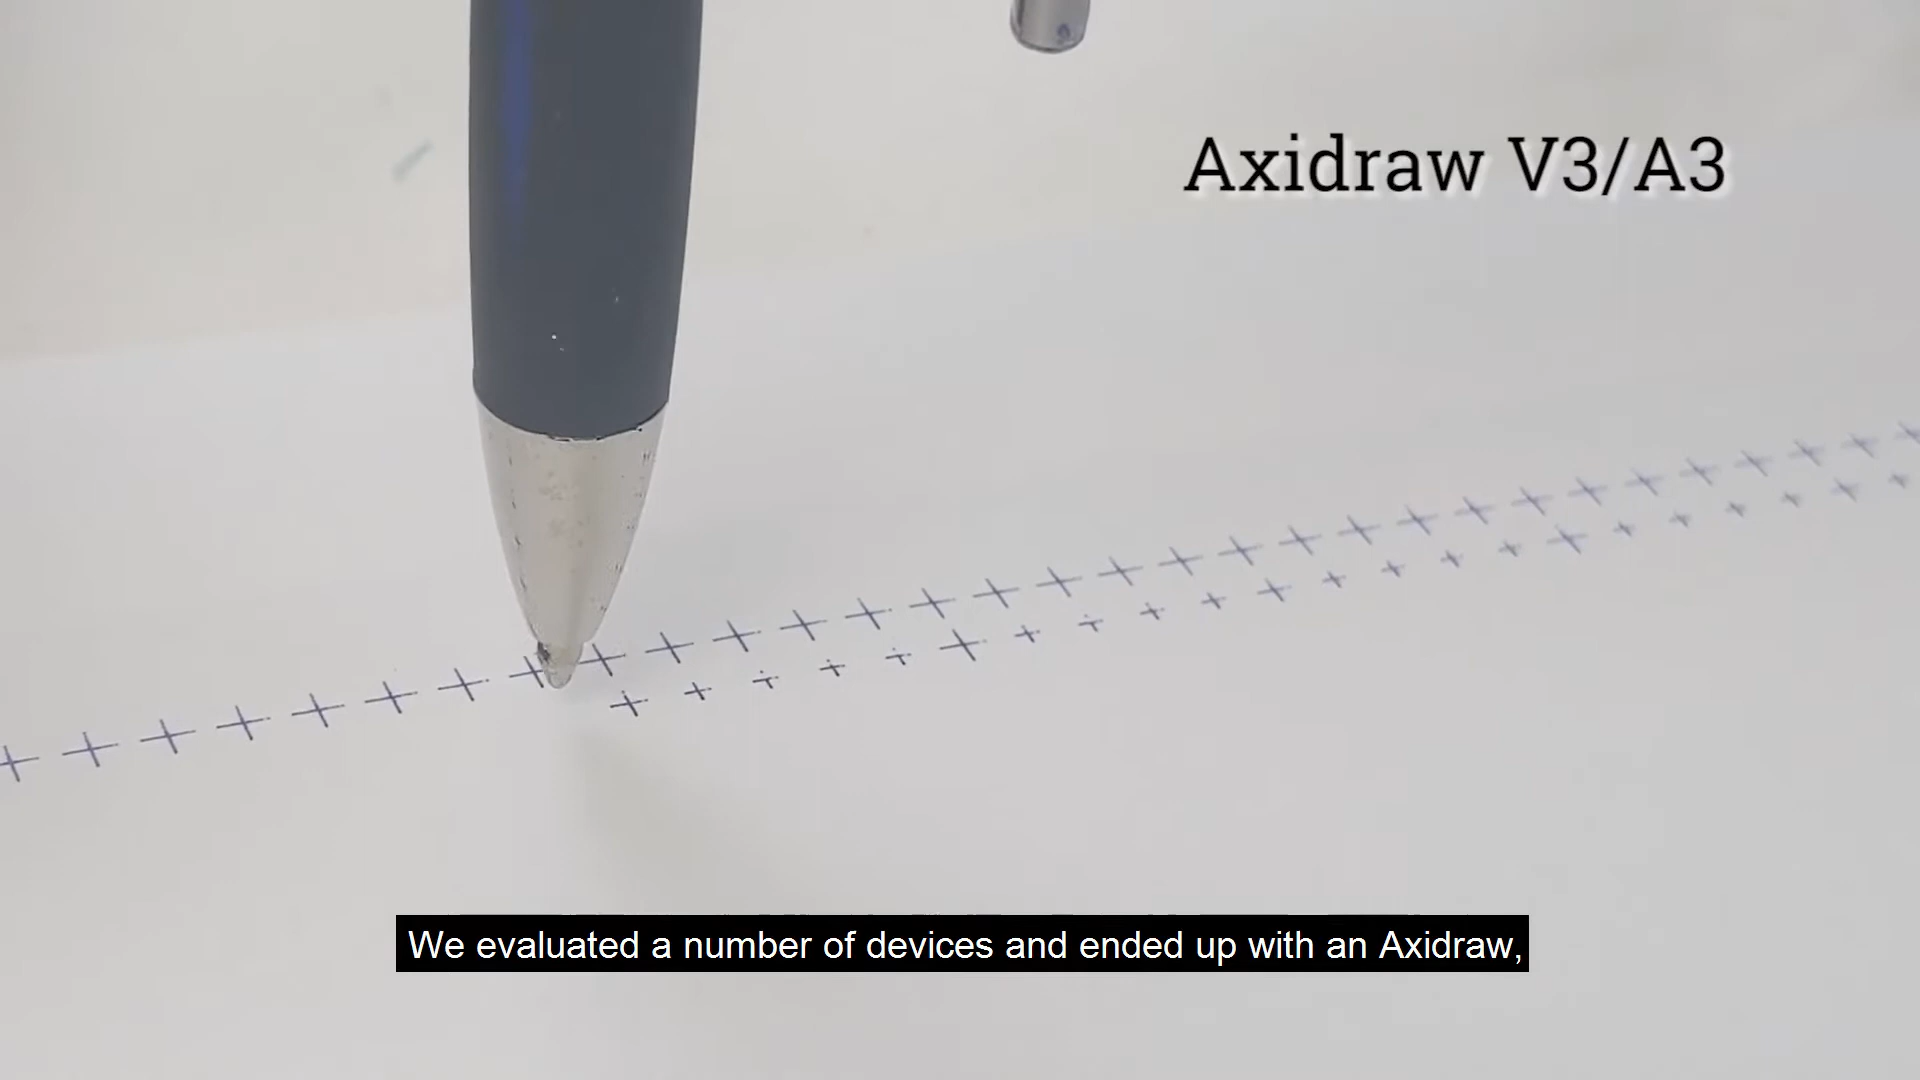 Axidraw V3/A3
We evaluated a number of devices and ended up with an Axidraw,